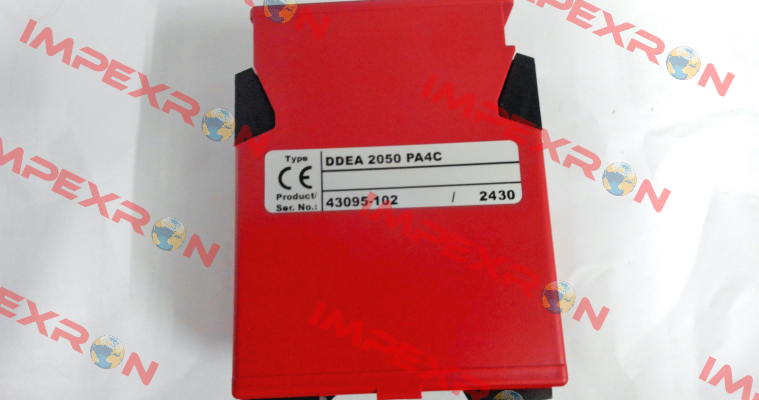 IMPEXRON
IMPEXRON
IMPEXRON
IMPEXRON
Type DDEA 2050 PA4C
CE
Product/
Ser. No.: 43095-102 / 2430
IMPEXRON
IMPEXRON
IMPEXRON
IMPEXRON